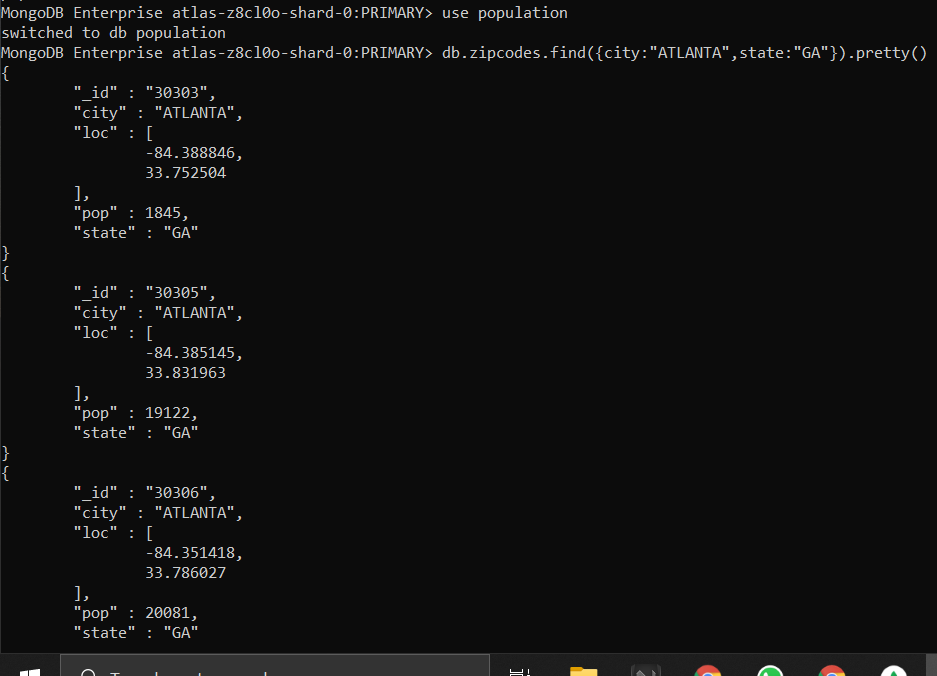 MongoDB Enterprise atlas-z8cl0o-shard-0:PRIMARY> use population
switched to db population
MongoDB Enterprise atlas-z8cl0o-shard-0:PRIMARY> db.zipcodes.find({city:"ATLANTA",state:"GA"}).pretty()
{
        "_id" : "30303",
        "city" : "ATLANTA",
        "loc" : [
                -84.388846,
                33.752504
        ],
        "pop" : 1845,
        "state" : "GA"
}
{
        "_id" : "30305",
        "city" : "ATLANTA",
        "loc" : [
                -84.385145,
                33.831963
        ],
        "pop" : 19122,
        "state" : "GA"
}
{
        "_id" : "30306",
        "city" : "ATLANTA",
        "loc" : [
                -84.351418,
                33.786027
        ],
        "pop" : 20081,
        "state" : "GA"